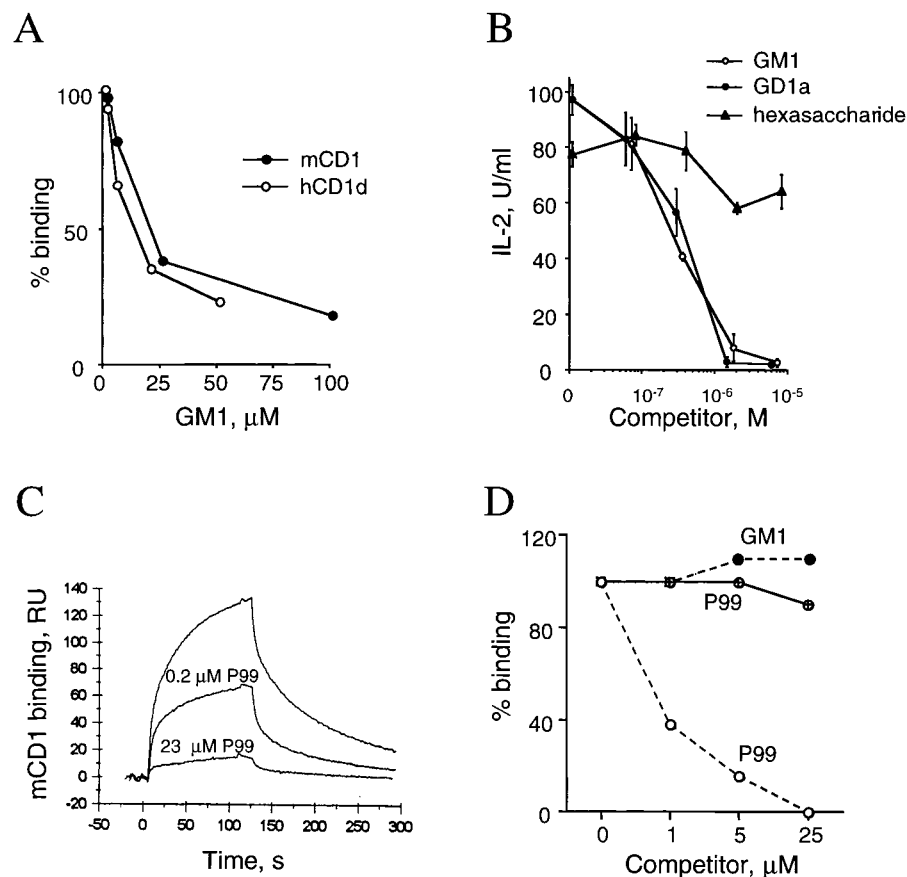 A
100
50
0
% binding
mCD1
hCD1d
0 25 50 75 100
GM1, µM
B
GM1
GD1a
hexasaccharide
100
80
60
40
20
0
IL-2, U/ml
0 10-7 10-6 10-5
Competitor, M
C
140
120
100
80
60
40
20
0
-20
mCD1 binding, RU
0.2 µM P99
23 µM P99
-50 0 50 100 150 200 250 300
Time, s
D
120
80
40
0
% binding
GM1
P99
P99
0 1 5 25
Competitor, µM